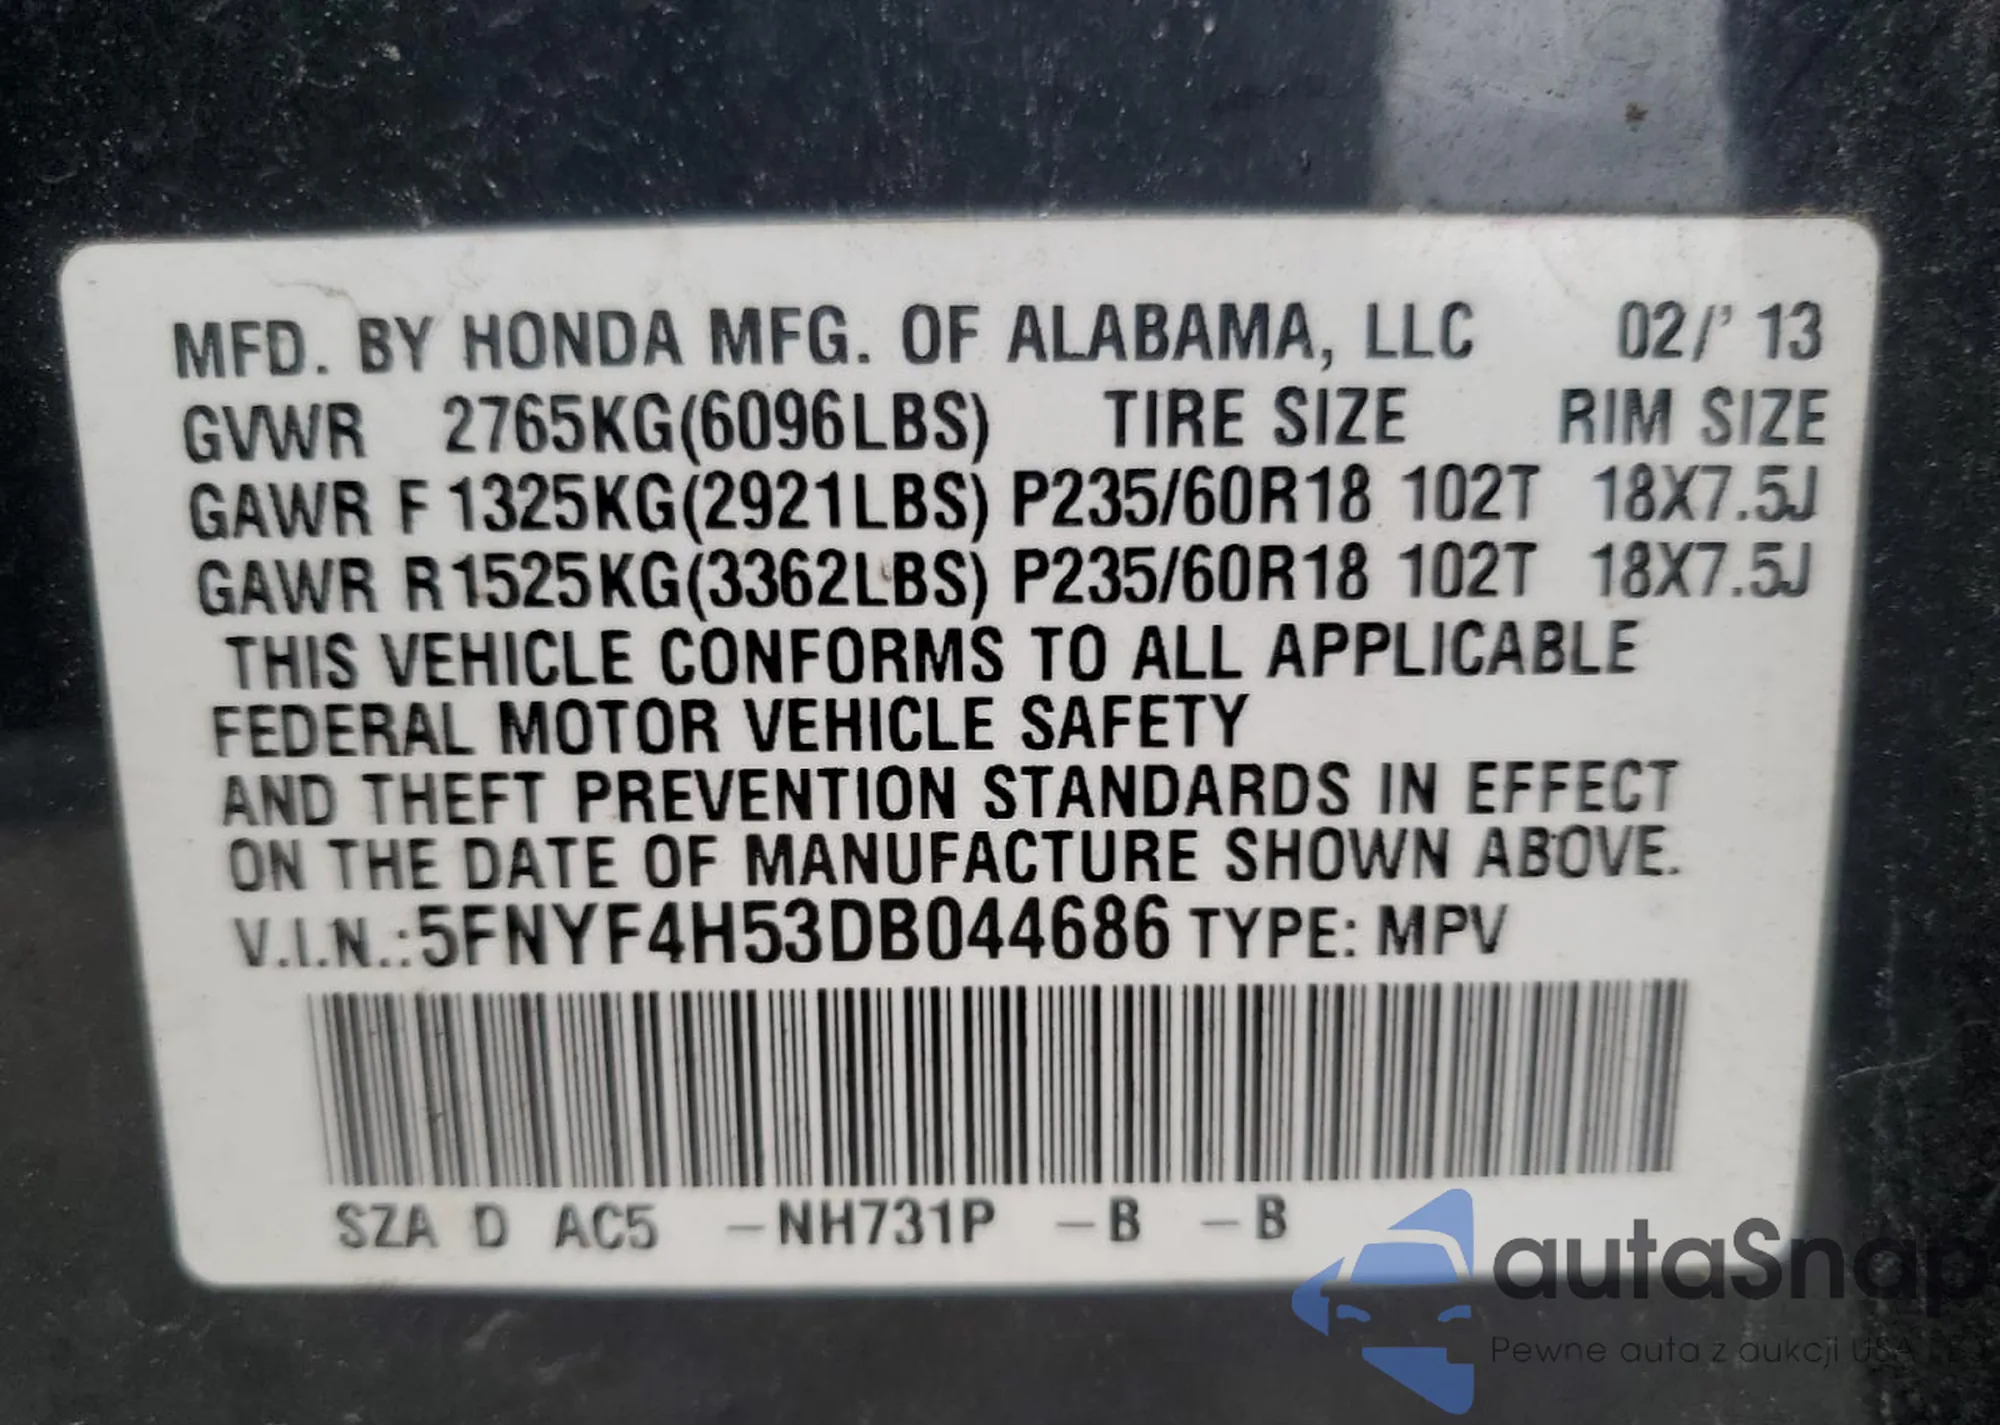 MFD. BY HONDA MFG. OF ALABAMA, LLC 02/'13
GVWR 2765KG(6096LBS) TIRE SIZE RIM SIZE
GAWR F 1325KG(2921LBS) P235/60R18 102T 18X7.5J
GAWR R1525KG(3362LBS) P235/60R18 102T 18X7.5J
THIS VEHICLE CONFORMS TO ALL APPLICABLE
FEDERAL MOTOR VEHICLE SAFETY
AND THEFT PREVENTION STANDARDS IN EFFECT
ON THE DATE OF MANUFACTURE SHOWN ABOVE.
V.I.N.:5FNYF4H53DB044686 TYPE: MPV
SZA D AC5 -NH731P -B -B
autaSnap
Pewne auta z aukcji USA